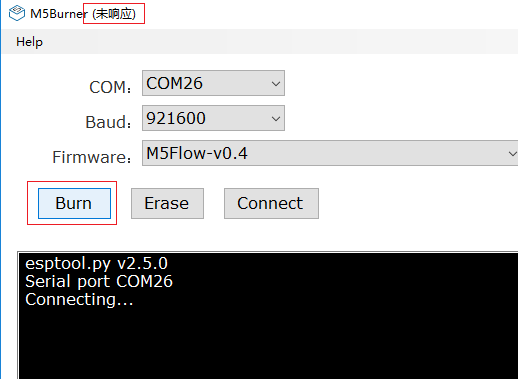 M5Burner (未响应)
Help
COM： COM26
Baud： 921600
Firmware： M5Flow-v0.4
Burn Erase Connect
esptool.py v2.5.0
Serial port COM26
Connecting...